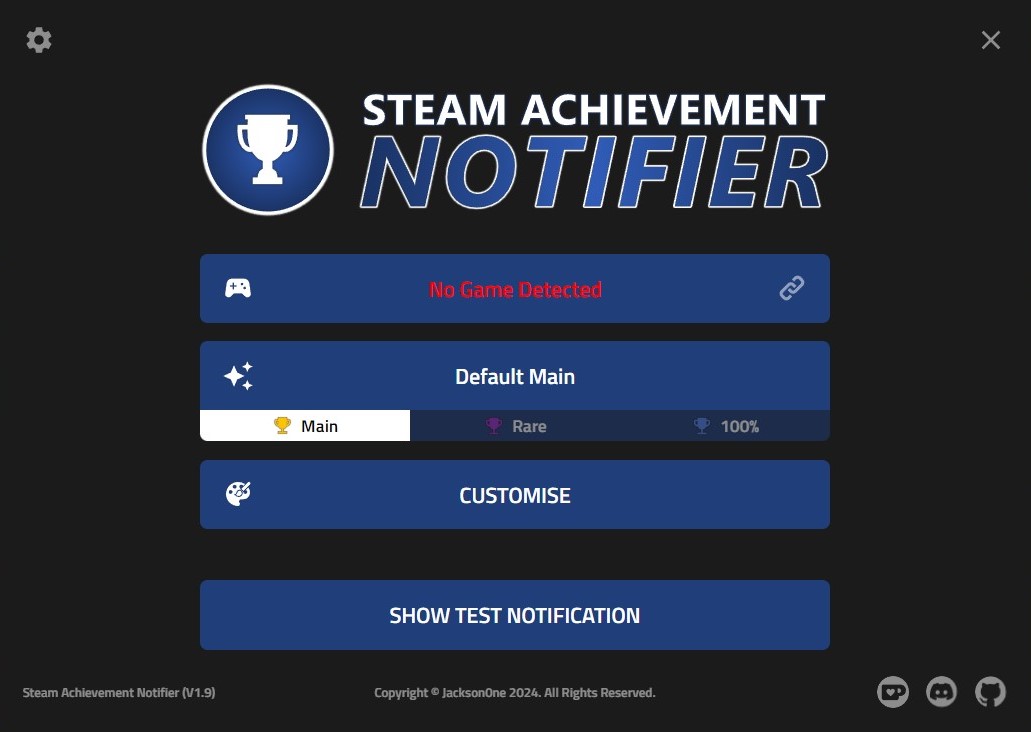 STEAM ACHIEVEMENT
NOTIFIER
No Game Detected
Default Main
Main
Rare
100%
CUSTOMISE
SHOW TEST NOTIFICATION
Steam Achievement Notifier (V1.9)
Copyright © Jackson0ne 2024. All Rights Reserved.